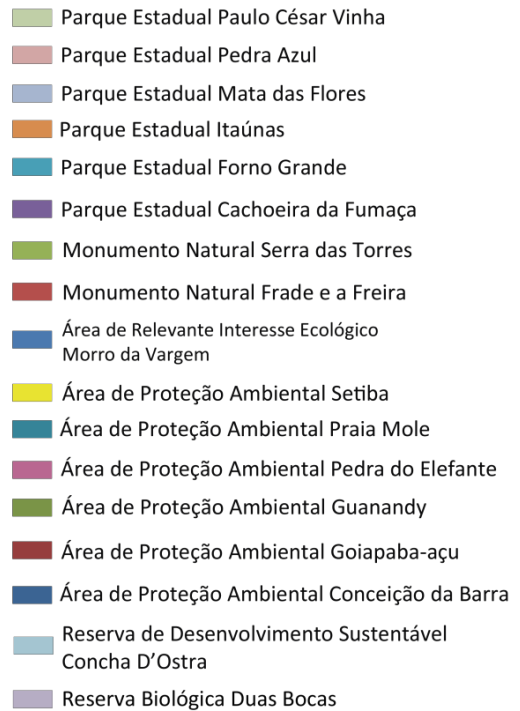 Parque Estadual Paulo César Vinha
Parque Estadual Pedra Azul
Parque Estadual Mata das Flores
Parque Estadual Itaúnas
Parque Estadual Forno Grande
Parque Estadual Cachoeira da Fumaça
Monumento Natural Serra das Torres
Monumento Natural Frade e a Freira
Área de Relevante Interesse Ecológico
Morro da Vargem
Área de Proteção Ambiental Setiba
Área de Proteção Ambiental Praia Mole
Área de Proteção Ambiental Pedra do Elefante
Área de Proteção Ambiental Guanandy
Área de Proteção Ambiental Goiapaba-açu
Área de Proteção Ambiental Conceição da Barra
Reserva de Desenvolvimento Sustentável
Concha D’Ostra
Reserva Biológica Duas Bocas